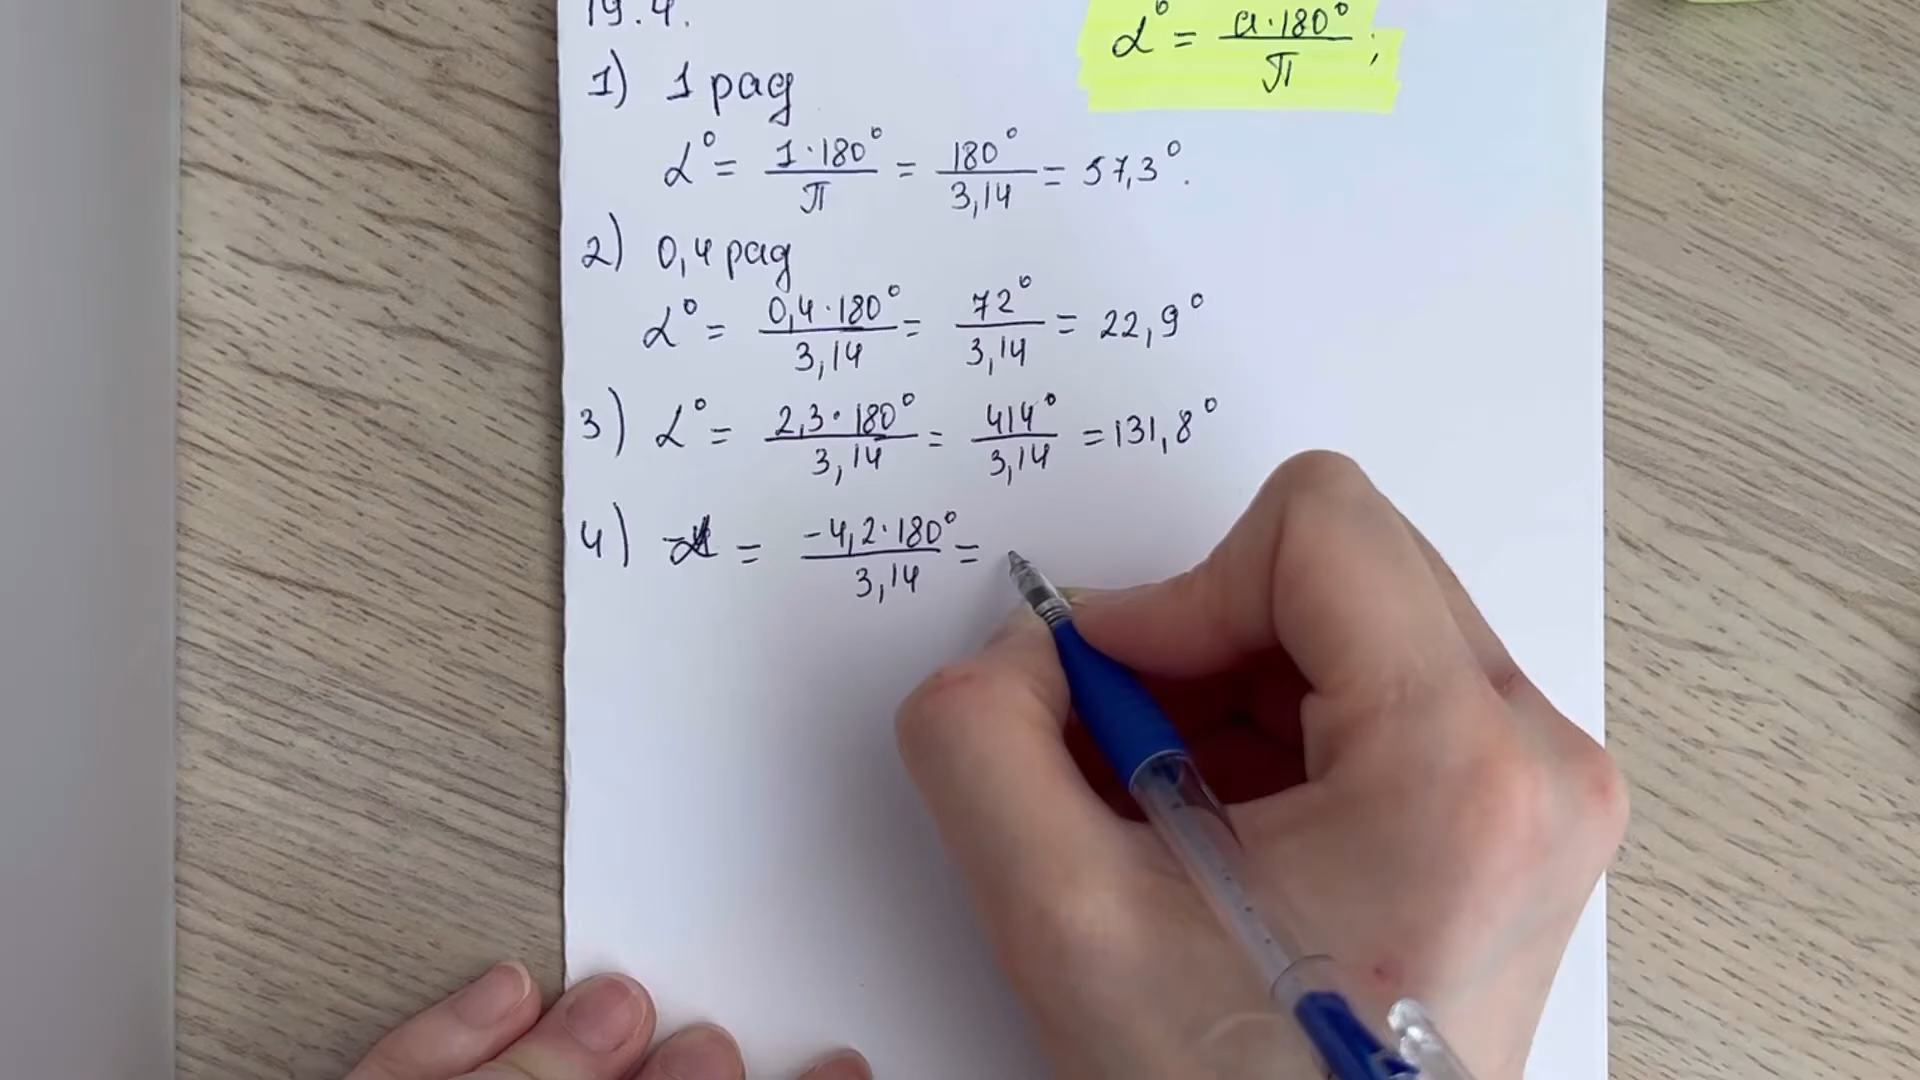 19.4.
α° = a·180° / π ;
1) 1 рад
α° = 1·180° / π = 180° / 3,14 = 57,3°.
2) 0,4 рад
α° = 0,4·180° / 3,14 = 72° / 3,14 = 22,9°
3) α° = 2,3·180° / 3,14 = 414° / 3,14 = 131,8°
4) = -4,2·180° / 3,14 =